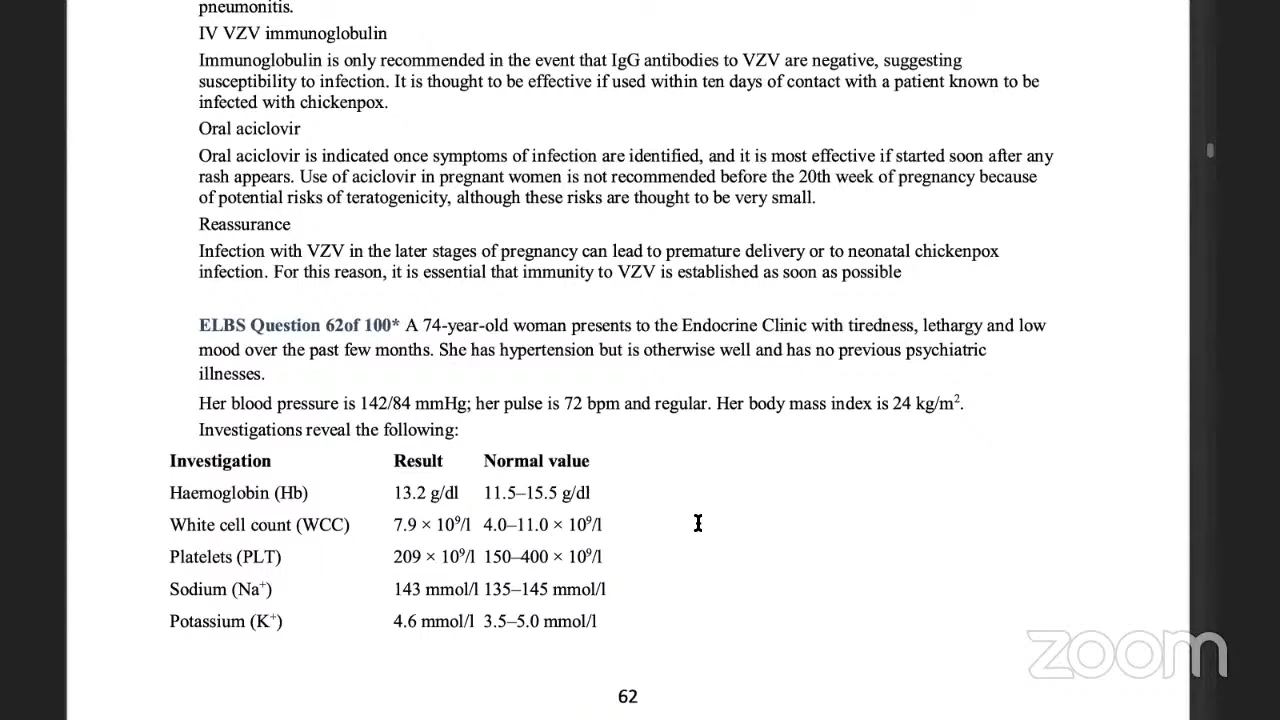 pneumonitis.
IV VZV immunoglobulin
Immunoglobulin is only recommended in the event that IgG antibodies to VZV are negative, suggesting
susceptibility to infection. It is thought to be effective if used within ten days of contact with a patient known to be
infected with chickenpox.
Oral aciclovir
Oral aciclovir is indicated once symptoms of infection are identified, and it is most effective if started soon after any
rash appears. Use of aciclovir in pregnant women is not recommended before the 20th week of pregnancy because
of potential risks of teratogenicity, although these risks are thought to be very small.
Reassurance
Infection with VZV in the later stages of pregnancy can lead to premature delivery or to neonatal chickenpox
infection. For this reason, it is essential that immunity to VZV is established as soon as possible
ELBS Question 62of 100* A 74-year-old woman presents to the Endocrine Clinic with tiredness, lethargy and low
mood over the past few months. She has hypertension but is otherwise well and has no previous psychiatric
illnesses.
Her blood pressure is 142/84 mmHg; her pulse is 72 bpm and regular. Her body mass index is 24 kg/m².
Investigations reveal the following:
Investigation Result Normal value
Haemoglobin (Hb) 13.2 g/dl 11.5–15.5 g/dl
White cell count (WCC) 7.9 × 10⁹/l 4.0–11.0 × 10⁹/l
Platelets (PLT) 209 × 10⁹/l 150–400 × 10⁹/l
Sodium (Na⁺) 143 mmol/l 135–145 mmol/l
Potassium (K⁺) 4.6 mmol/l 3.5–5.0 mmol/l
zoom
62